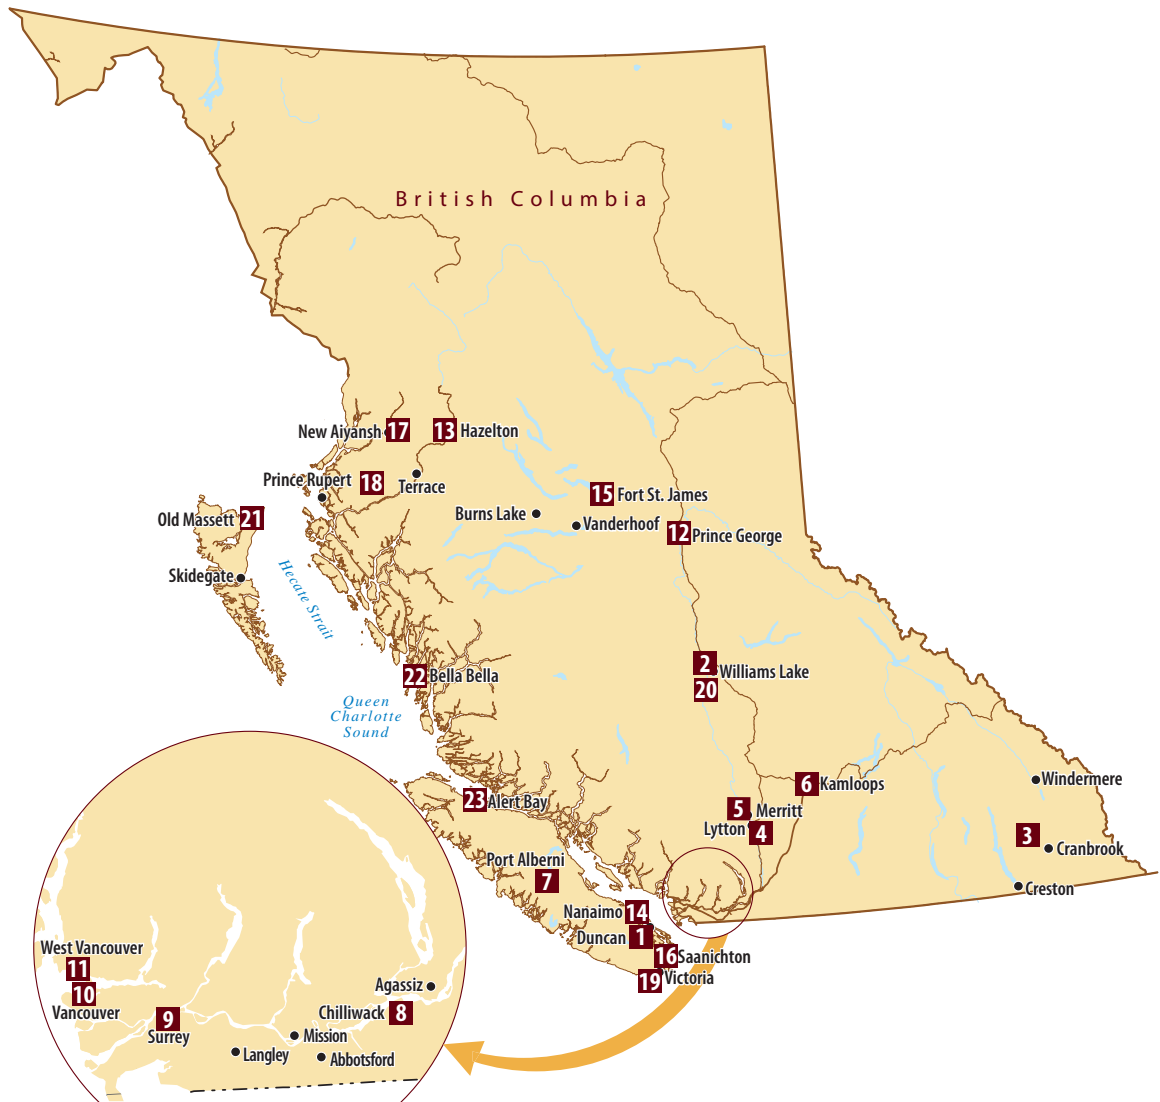 British Columbia
New Aiyansh 17
13 Hazelton
Prince Rupert 18
Terrace
15 Fort St. James
Old Massett 21
Burns Lake
Vanderhoof
12 Prince George
Skidegate
Hecate Strait
22 Bella Bella
2 Williams Lake
20
Queen
Charlotte
Sound
Windermere
6 Kamloops
23 Alert Bay
5 Merritt
Lytton 4
3
Cranbrook
Port Alberni
7
Creston
Nanaimo 14
Duncan 1
16 Saanichton
19 Victoria
West Vancouver
11
10
Vancouver
9
Surrey
Agassiz
Chilliwack 8
Mission
Langley
Abbotsford